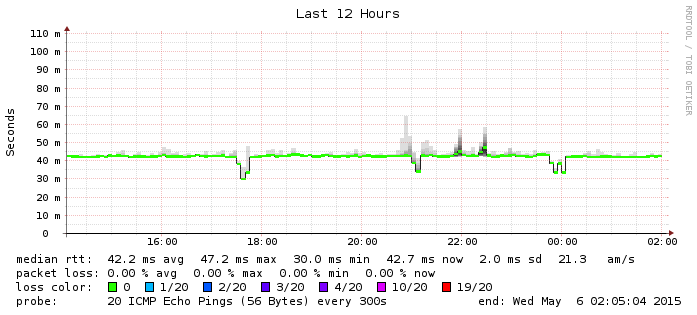 Last 12 Hours
RRDTOOL / TOBI OETIKER
Seconds
110 m
100 m
90 m
80 m
70 m
60 m
50 m
40 m
30 m
20 m
10 m
0
16:00 18:00 20:00 22:00 00:00 02:00
median rtt: 42.2 ms avg 47.2 ms max 30.0 ms min 42.7 ms now 2.0 ms sd 21.3 am/s
packet loss: 0.00 % avg 0.00 % max 0.00 % min 0.00 % now
loss color: 0 1/20 2/20 3/20 4/20 10/20 19/20
probe: 20 ICMP Echo Pings (56 Bytes) every 300s end: Wed May 6 02:05:04 2015